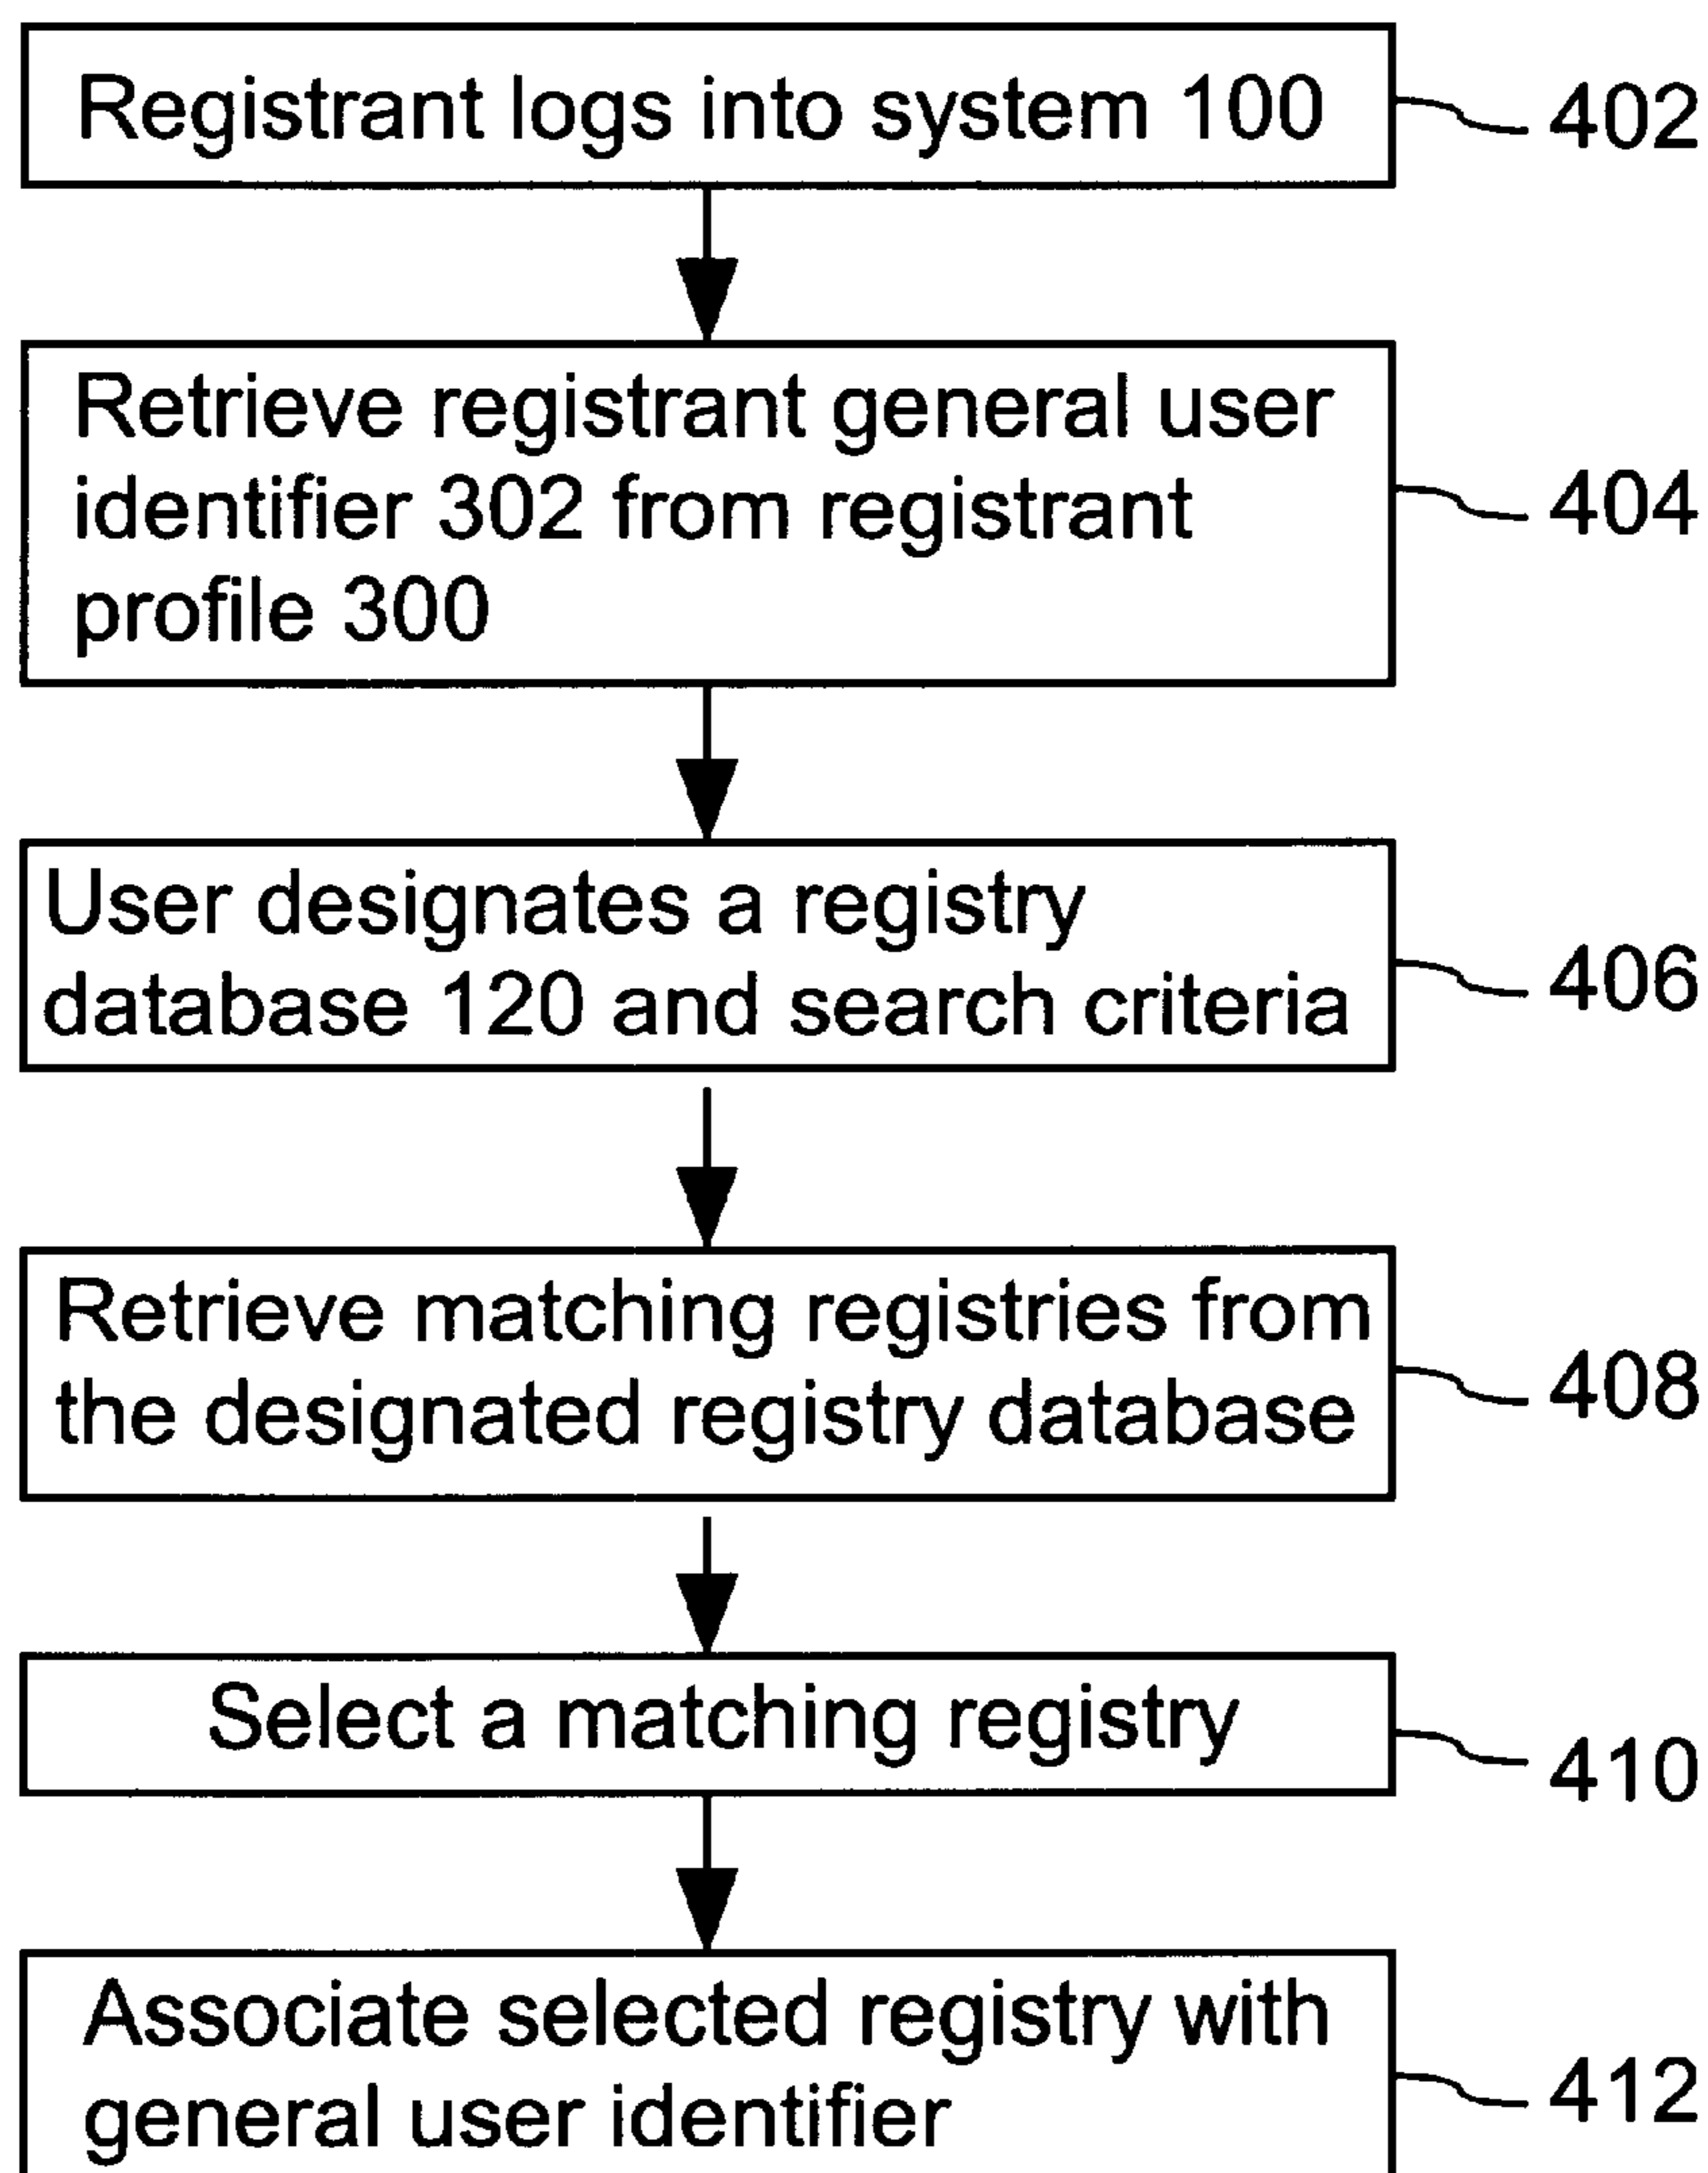 Registrant logs into system 100
402
Retrieve registrant general user
identifier 302 from registrant
profile 300
404
User designates a registry
database 120 and search criteria
406
Retrieve matching registries from
the designated registry database
408
Select a matching registry
410
Associate selected registry with
general user identifier
412